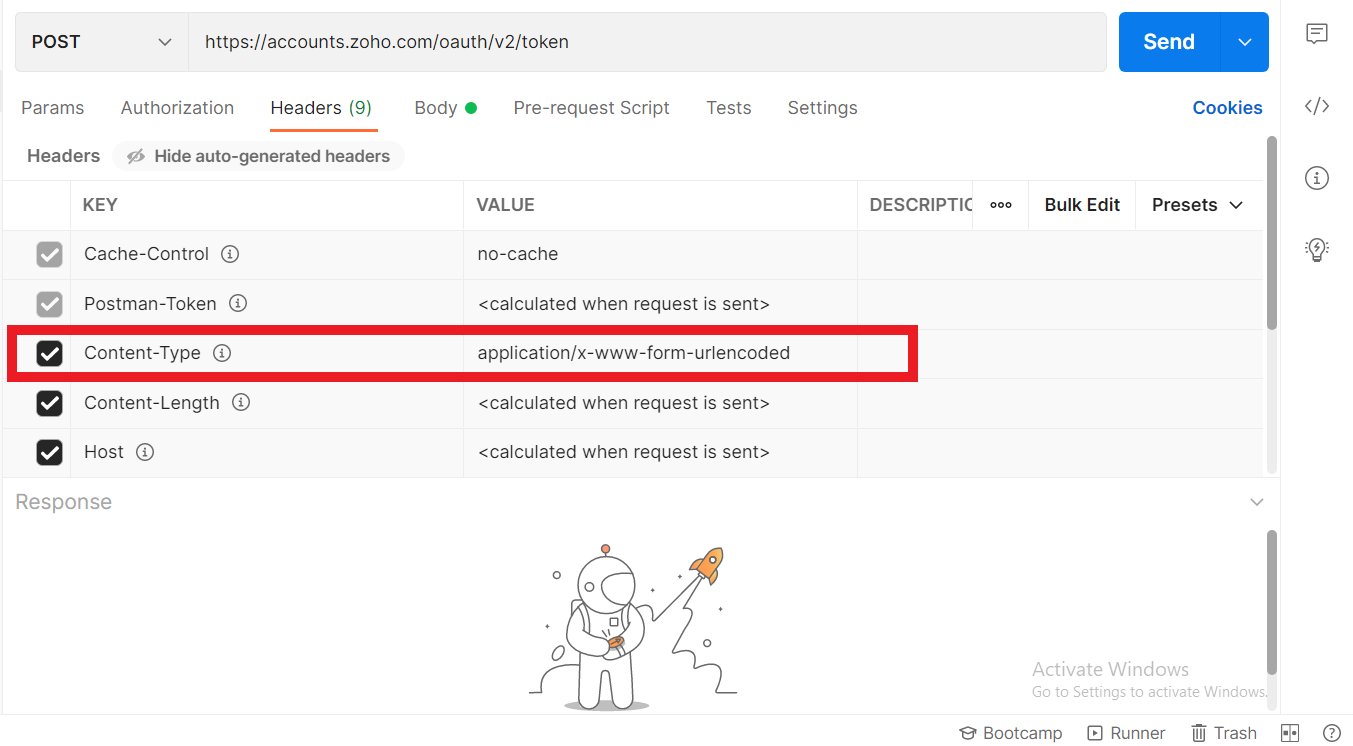 POST https://accounts.zoho.com/oauth/v2/token Send
Params Authorization Headers (9) Body Pre-request Script Tests Settings Cookies
Headers Hide auto-generated headers
KEY VALUE DESCRIPTIO Bulk Edit Presets
Cache-Control no-cache
Postman-Token <calculated when request is sent>
Content-Type application/x-www-form-urlencoded
Content-Length <calculated when request is sent>
Host <calculated when request is sent>
Response
Activate Windows
Go to Settings to activate Windows.
Bootcamp Runner Trash